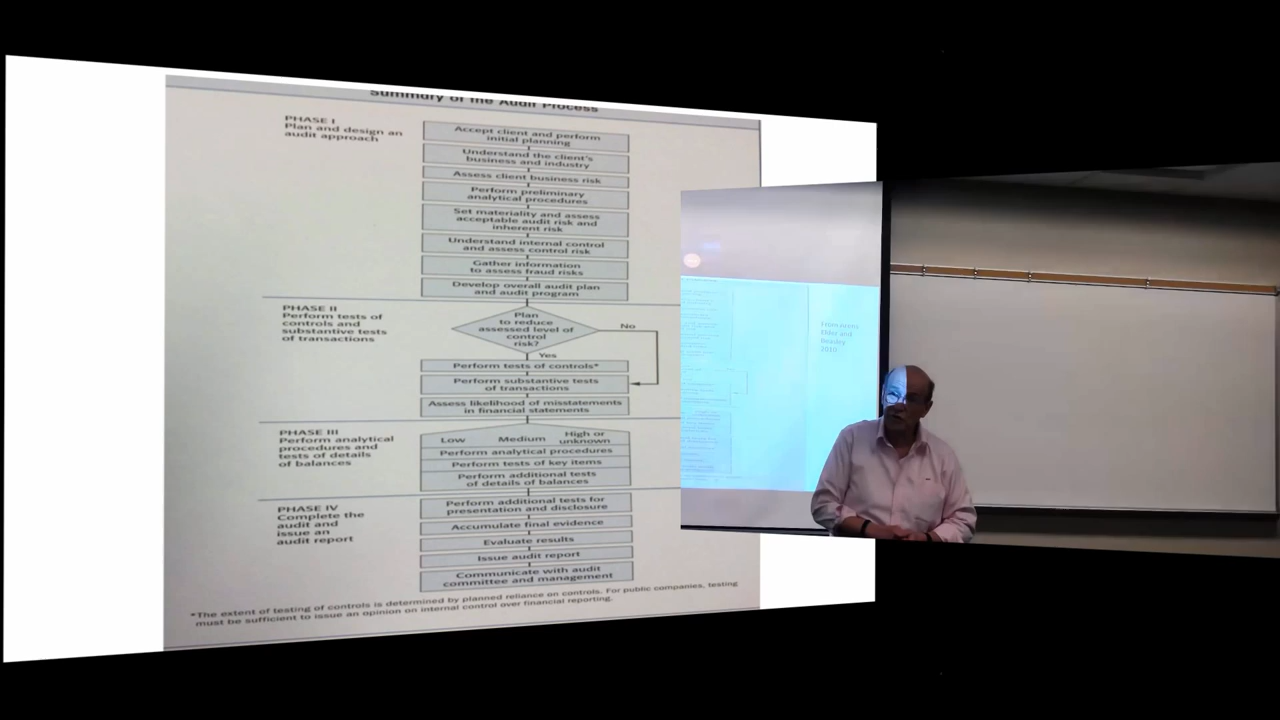 Summary of the Audit Process
PHASE I
Plan and design an
audit approach
Accept client and perform
initial planning
Understand the client's
business and industry
Assess client business risk
Perform preliminary
analytical procedures
Set materiality and assess
acceptable audit risk and
inherent risk
Understand internal control
and assess control risk
Gather information
to assess fraud risks
Develop overall audit plan
and audit program
PHASE II
Perform tests of
controls and
substantive tests
of transactions
Plan
to reduce
assessed level of
control
risk?
No
Yes
Perform tests of controls*
Perform substantive tests
of transactions
Assess likelihood of misstatements
in financial statements
PHASE III
Perform analytical
procedures and
tests of details
of balances
Low
Medium
High or
unknown
Perform analytical procedures
Perform tests of key items
Perform additional tests
of details of balances
PHASE IV
Complete the
audit and
issue an
audit report
Perform additional tests for
presentation and disclosure
Accumulate final evidence
Evaluate results
Issue audit report
Communicate with audit
committee and management
*The extent of testing of controls is determined by planned reliance on controls. For public companies, testing
must be sufficient to issue an opinion on internal control over financial reporting.
Elder and
2010